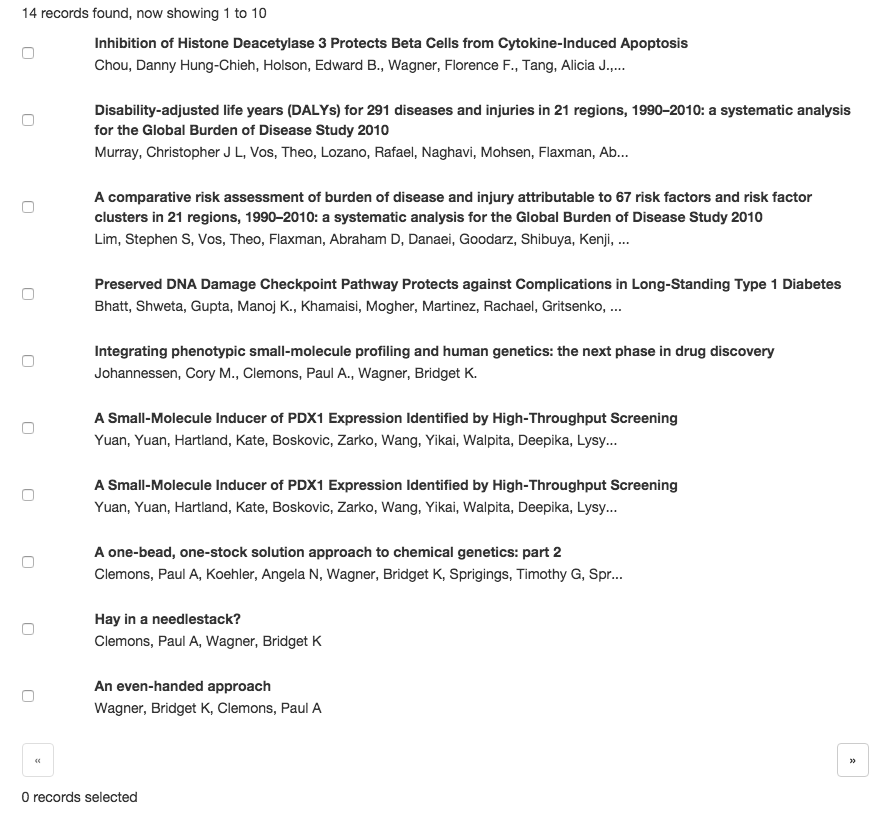 14 records found, now showing 1 to 10
Inhibition of Histone Deacetylase 3 Protects Beta Cells from Cytokine-Induced Apoptosis
Chou, Danny Hung-Chieh, Holson, Edward B., Wagner, Florence F., Tang, Alicia J.,...
Disability-adjusted life years (DALYs) for 291 diseases and injuries in 21 regions, 1990–2010: a systematic analysis
for the Global Burden of Disease Study 2010
Murray, Christopher J L, Vos, Theo, Lozano, Rafael, Naghavi, Mohsen, Flaxman, Ab...
A comparative risk assessment of burden of disease and injury attributable to 67 risk factors and risk factor
clusters in 21 regions, 1990–2010: a systematic analysis for the Global Burden of Disease Study 2010
Lim, Stephen S, Vos, Theo, Flaxman, Abraham D, Danaei, Goodarz, Shibuya, Kenji, ...
Preserved DNA Damage Checkpoint Pathway Protects against Complications in Long-Standing Type 1 Diabetes
Bhatt, Shweta, Gupta, Manoj K., Khamaisi, Mogher, Martinez, Rachael, Gritsenko, ...
Integrating phenotypic small-molecule profiling and human genetics: the next phase in drug discovery
Johannessen, Cory M., Clemons, Paul A., Wagner, Bridget K.
A Small-Molecule Inducer of PDX1 Expression Identified by High-Throughput Screening
Yuan, Yuan, Hartland, Kate, Boskovic, Zarko, Wang, Yikai, Walpita, Deepika, Lysy...
A Small-Molecule Inducer of PDX1 Expression Identified by High-Throughput Screening
Yuan, Yuan, Hartland, Kate, Boskovic, Zarko, Wang, Yikai, Walpita, Deepika, Lysy...
A one-bead, one-stock solution approach to chemical genetics: part 2
Clemons, Paul A, Koehler, Angela N, Wagner, Bridget K, Sprigings, Timothy G, Spr...
Hay in a needlestack?
Clemons, Paul A, Wagner, Bridget K
An even-handed approach
Wagner, Bridget K, Clemons, Paul A
« »
0 records selected